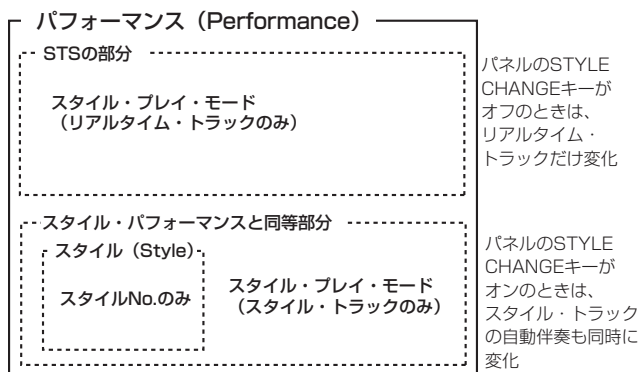 パフォーマンス（Performance）
STSの部分
スタイル・プレイ・モード
（リアルタイム・トラックのみ）
パネルのSTYLE
CHANGEキーが
オフのときは、
リアルタイム・
トラックだけ変化
スタイル・パフォーマンスと同等部分
スタイル（Style）
スタイルNo.のみ
スタイル・プレイ・モード
（スタイル・トラックのみ）
パネルのSTYLE
CHANGEキーが
オンのときは、
スタイル・トラック
の自動伴奏も同時に
変化